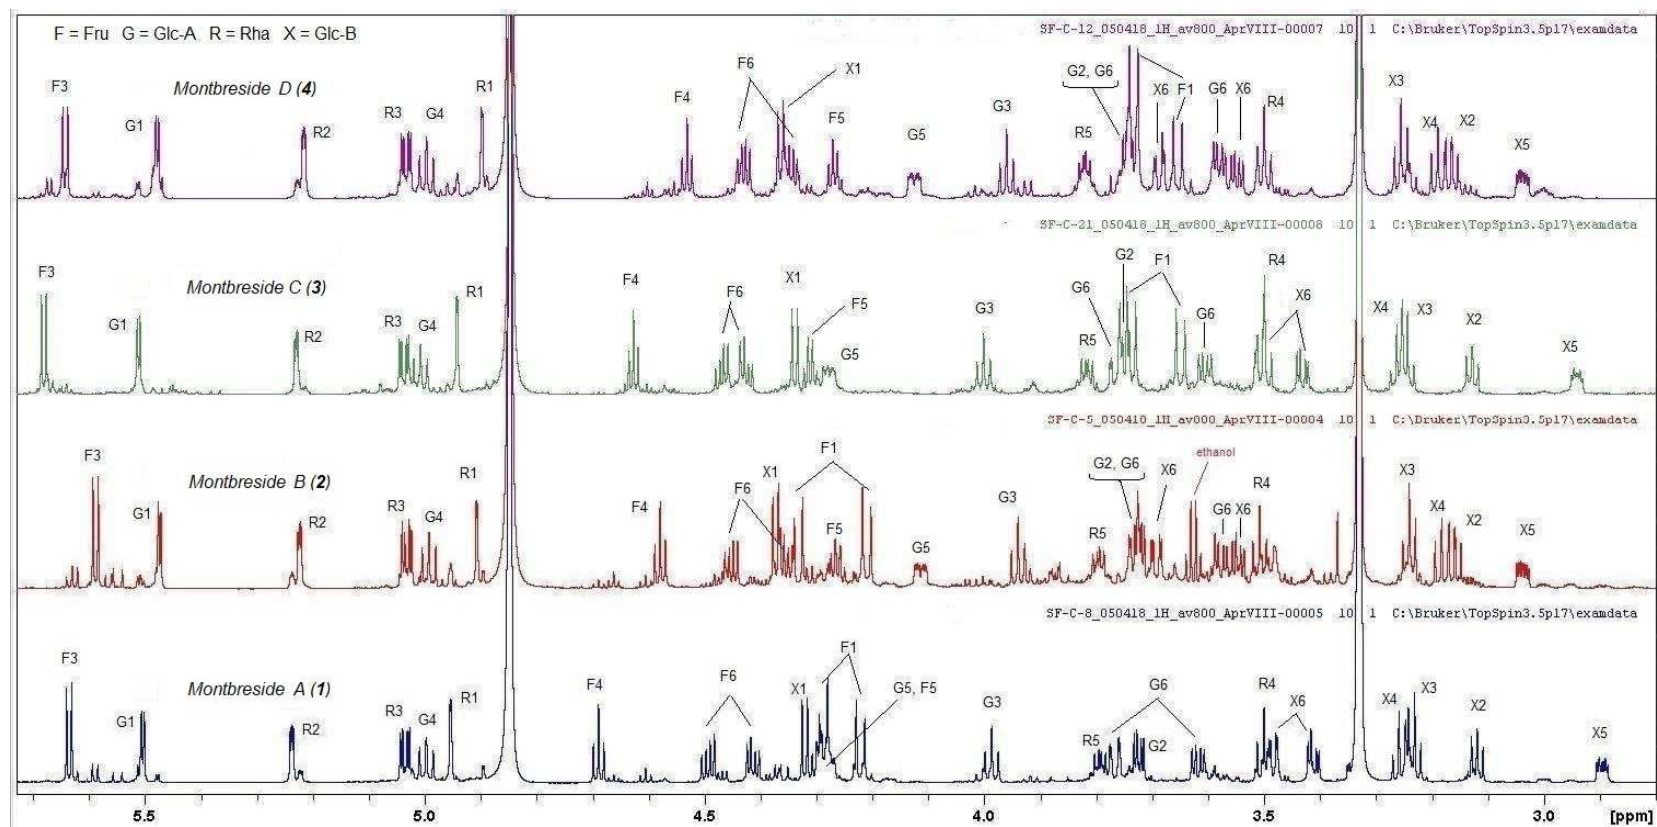 F = Fru G = Glc-A R = Rha X = Glc-B
SF-C-12_050418_1H_av800_AprVIII-00007 10 1 C:\Bruker\TopSpin3.5pl7\examdata
Montbreside D (4)
F3 G1 R2 R3 G4 R1 F4 F6 X1 F5 G5 G3 R5 G2, G6 X6 F1 G6 X6 R4 X3 X4 X2 X5
SF-C-21_050418_1H_av800_AprVIII-00008 10 1 C:\Bruker\TopSpin3.5pl7\examdata
Montbreside C (3)
F3 G1 R2 R3 G4 R1 F4 F6 X1 F5 G5 G3 R5 G6 G2 F1 G6 R4 X6 X4 X3 X2 X5
SF-C-5_050410_1H_av000_AprVIII-00004 10 1 C:\Bruker\TopSpin3.5pl7\examdata
Montbreside B (2)
F3 G1 R2 R3 G4 R1 F4 F6 X1 F1 F5 G5 G3 R5 G2, G6 X6 ethanol G6 X6 R4 X3 X4 X2 X5
SF-C-8_050418_1H_av800_AprVIII-00005 10 1 C:\Bruker\TopSpin3.5pl7\examdata
Montbreside A (1)
F3 G1 R2 R3 G4 R1 F4 F6 X1 F1 G5, F5 G3 R5 G6 G2 R4 X6 X4 X3 X2 X5
5.5 5.0 4.5 4.0 3.5 3.0 [ppm]